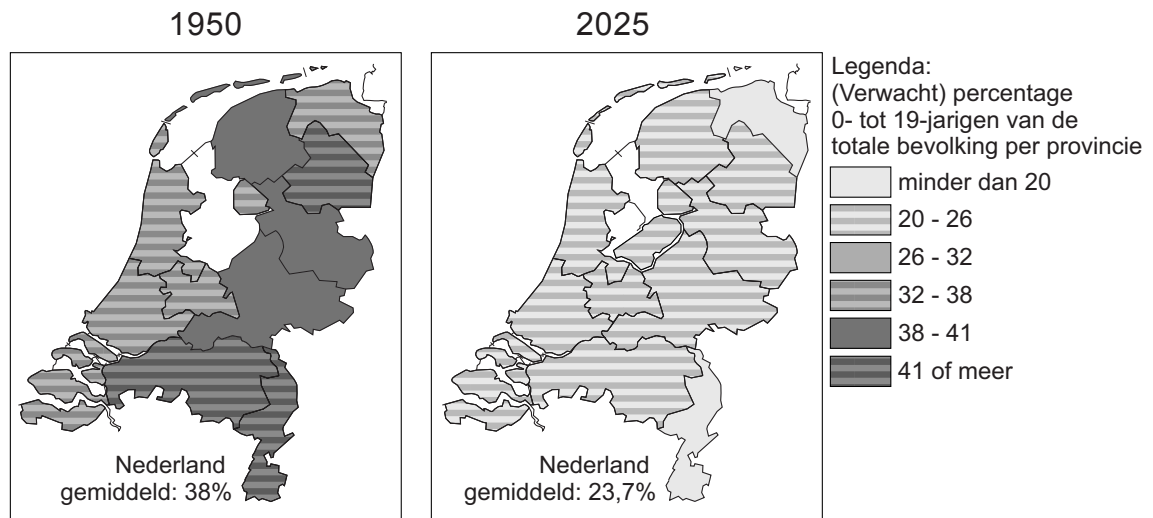 1950
2025
Nederland
gemiddeld: 38%
Nederland
gemiddeld: 23,7%
Legenda:
(Verwacht) percentage
0- tot 19-jarigen van de
totale bevolking per provincie
minder dan 20
20 - 26
26 - 32
32 - 38
38 - 41
41 of meer